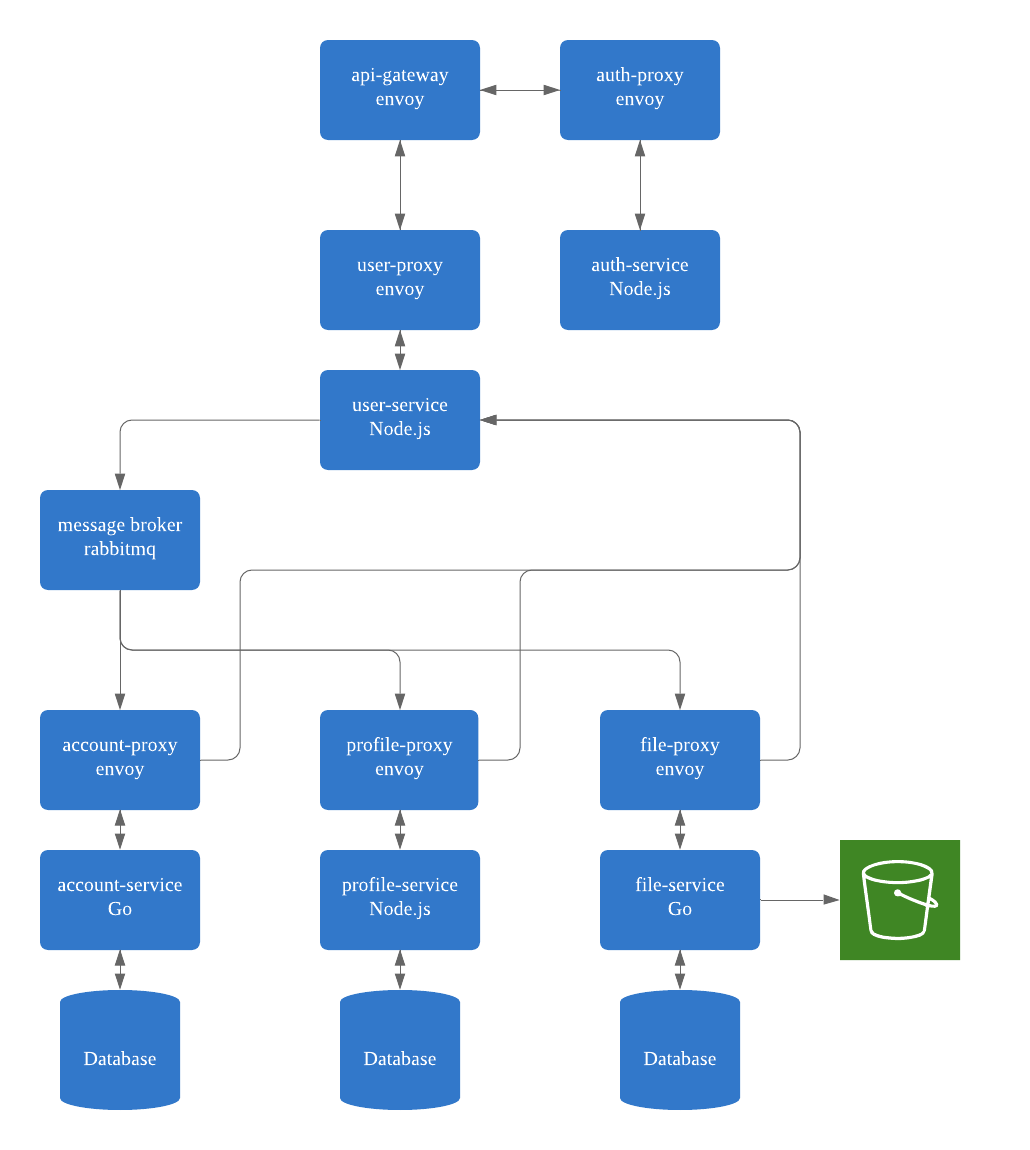 api-gateway
envoy
auth-proxy
envoy
user-proxy
envoy
auth-service
Node.js
user-service
Node.js
message broker
rabbitmq
account-proxy
envoy
profile-proxy
envoy
file-proxy
envoy
account-service
Go
profile-service
Node.js
file-service
Go
Database
Database
Database